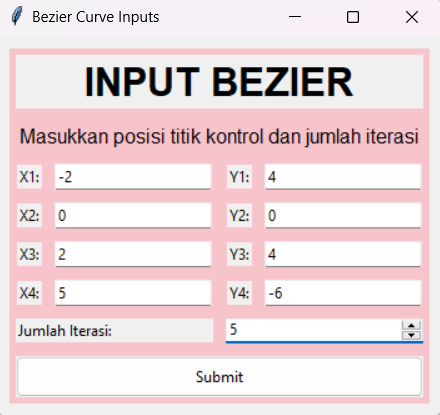 Bezier Curve Inputs
INPUT BEZIER
Masukkan posisi titik kontrol dan jumlah iterasi
X1: -2 Y1: 4
X2: 0 Y2: 0
X3: 2 Y3: 4
X4: 5 Y4: -6
Jumlah Iterasi: 5
Submit